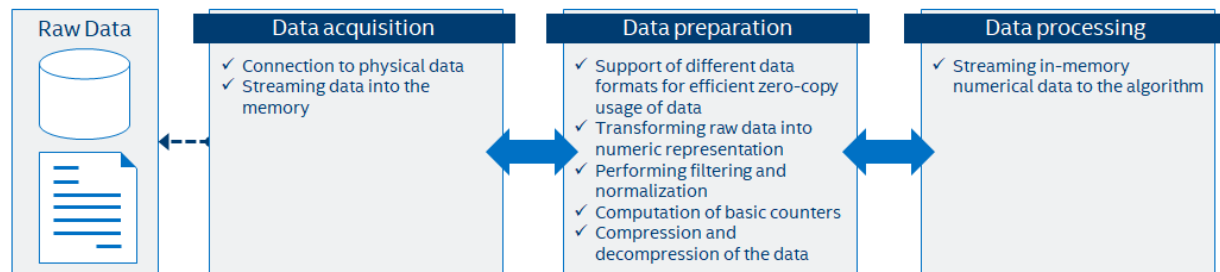 Raw Data
Data acquisition
✓ Connection to physical data
✓ Streaming data into the
memory
Data preparation
✓ Support of different data
formats for efficient zero-copy
usage of data
✓ Transforming raw data into
numeric representation
✓ Performing filtering and
normalization
✓ Computation of basic counters
✓ Compression and
decompression of the data
Data processing
✓ Streaming in-memory
numerical data to the algorithm